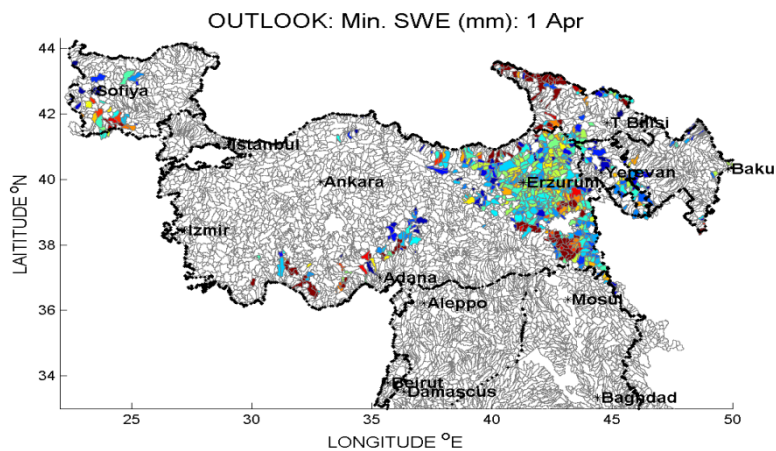 OUTLOOK: Min. SWE (mm): 1 Apr
44
42
40
38
36
34
LAITITUDE °N
Sofiya
Istanbul
T'Bilisi
Yerevan
Baku
Ankara
Erzurum
Izmir
Adana
Aleppo
Mosul
Beirut
Damascus
Baghdad
25
30
35
40
45
50
LONGITUDE °E